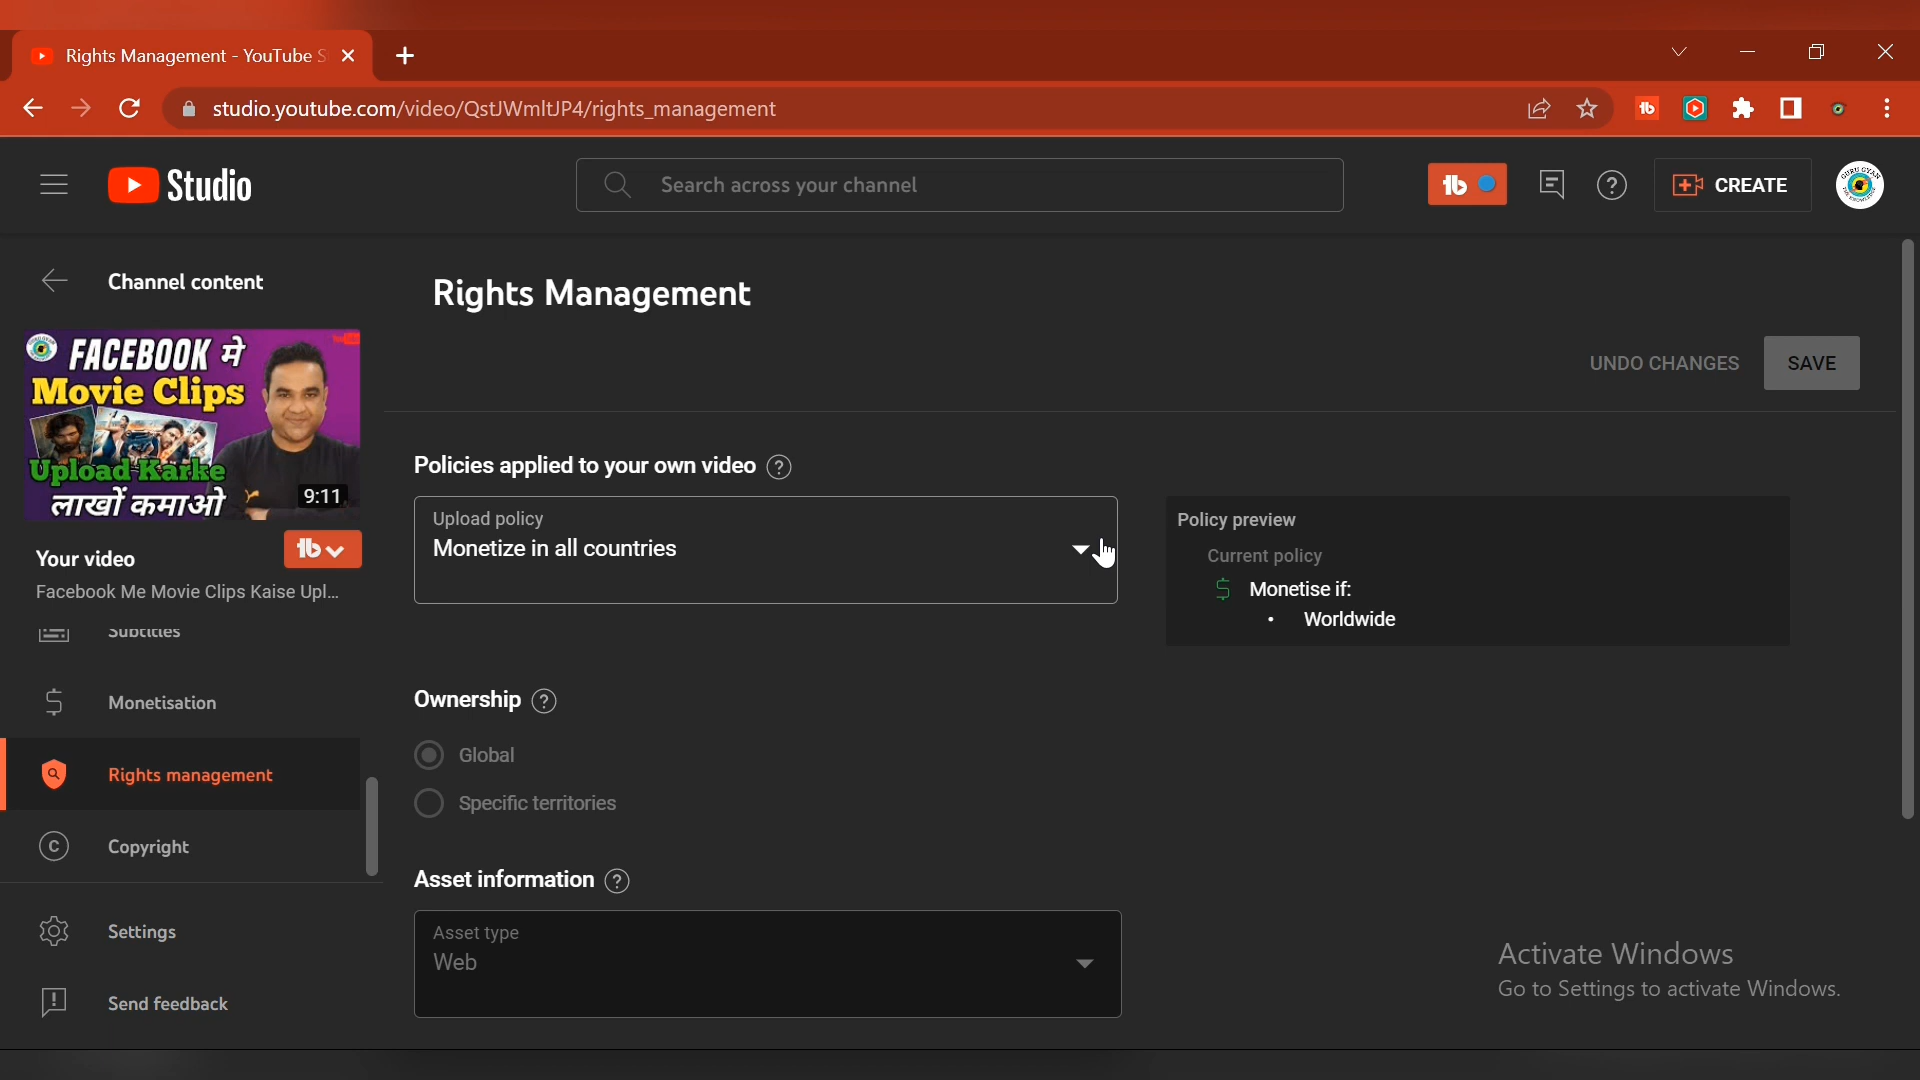 Rights Management - YouTube S
studio.youtube.com/video/QstJWmltJP4/rights_management
Studio
Search across your channel
CREATE
Channel content
Rights Management
UNDO CHANGES
SAVE
FACEBOOK में
Movie Clips
Upload Karke
लाखों कमाओ
9:11
Your video
Facebook Me Movie Clips Kaise Upl...
Subtitles
Monetisation
Rights management
Copyright
Settings
Send feedback
Policies applied to your own video
Upload policy
Monetize in all countries
Policy preview
Current policy
Monetise if:
• Worldwide
Ownership
Global
Specific territories
Asset information
Asset type
Web
Activate Windows
Go to Settings to activate Windows.